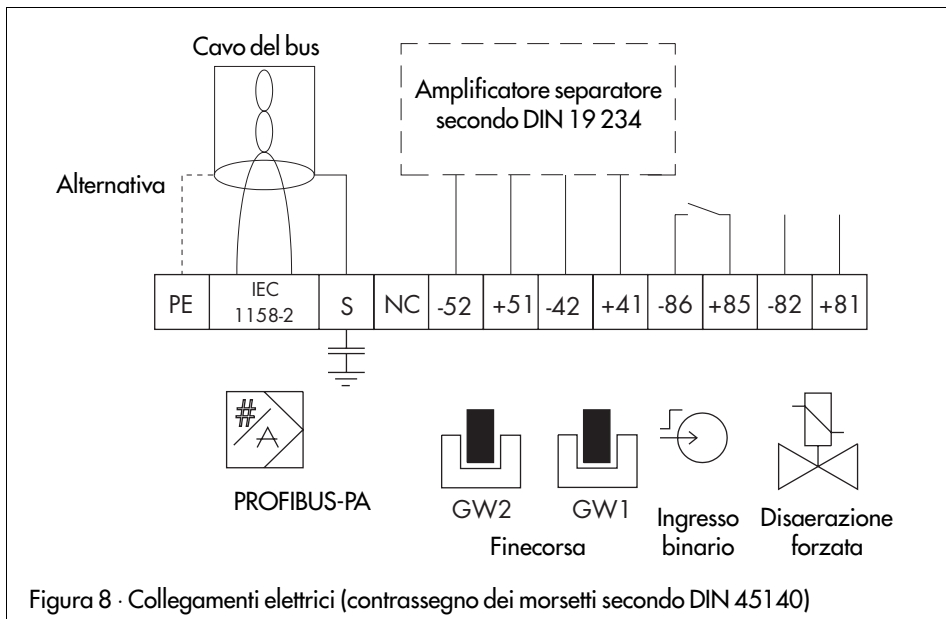 Cavo del bus
Amplificatore separatore
secondo DIN 19 234
Alternativa
PE
IEC
1158-2
S
NC
-52
+51
-42
+41
-86
+85
-82
+81
#
A
PROFIBUS-PA
GW2
GW1
Finecorsa
Ingresso
binario
Disaerazione
forzata
Figura 8 · Collegamenti elettrici (contrassegno dei morsetti secondo DIN 45140)